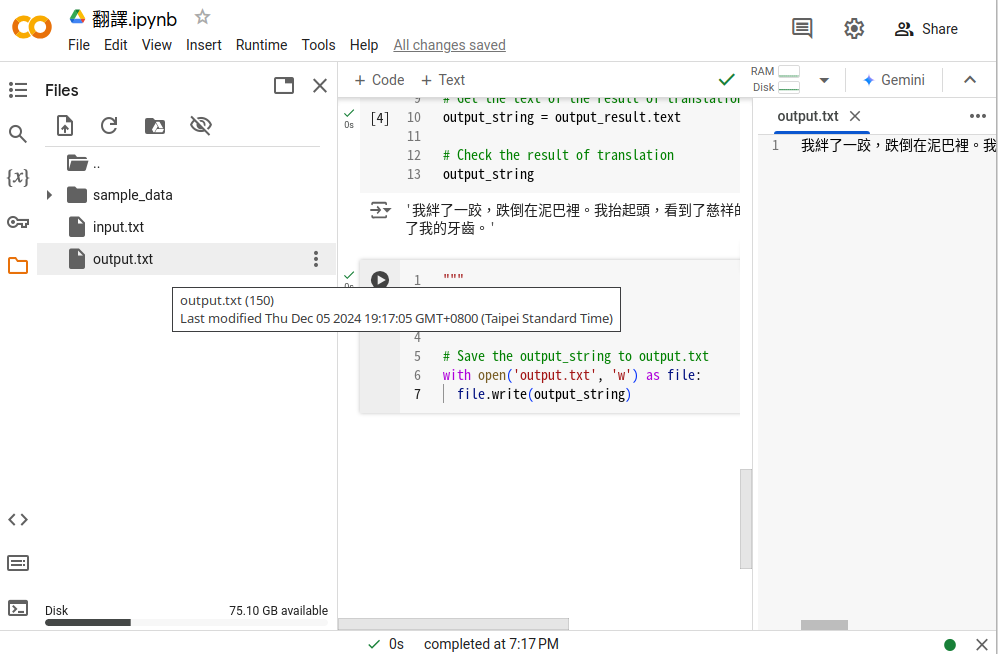 翻譯.ipynb
File Edit View Insert Runtime Tools Help All changes saved
Share
Files
+ Code + Text
RAM
Disk
Gemini
..
sample_data
input.txt
output.txt
output.txt (150)
Last modified Thu Dec 05 2024 19:17:05 GMT+0800 (Taipei Standard Time)
Disk 75.10 GB available
0s
[4]
9 # Get the text of the result of translation
10 output_string = output_result.text
11
12 # Check the result of translation
13 output_string
'我絆了一跤，跌倒在泥巴裡。我抬起頭，看到了慈祥的
了我的牙齒。'
1 """
4
5 # Save the output_string to output.txt
6 with open('output.txt', 'w') as file:
7 file.write(output_string)
output.txt
1 我絆了一跤，跌倒在泥巴裡。我
0s completed at 7:17 PM